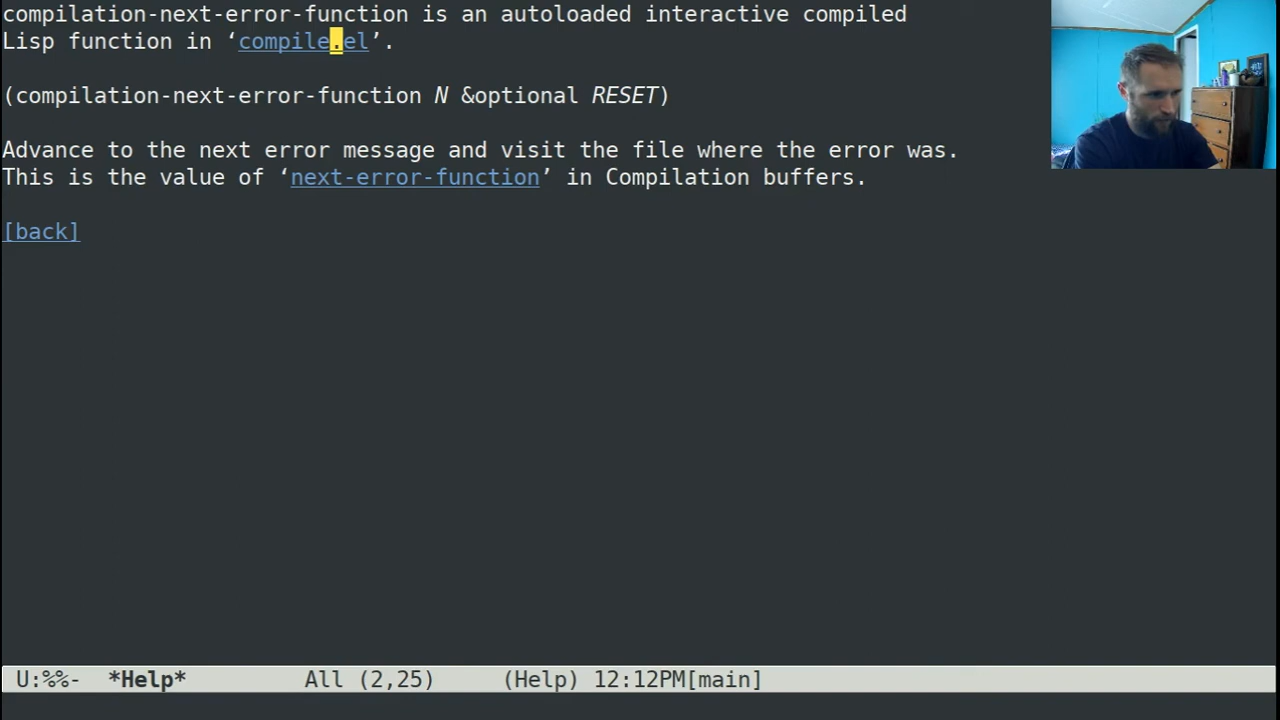 compilation-next-error-function is an autoloaded interactive compiled
Lisp function in ‘compile.el’.
(compilation-next-error-function N &optional RESET)
Advance to the next error message and visit the file where the error was.
This is the value of ‘next-error-function’ in Compilation buffers.
[back]
U:%%-  *Help*         All (2,25)     (Help) 12:12PM[main]